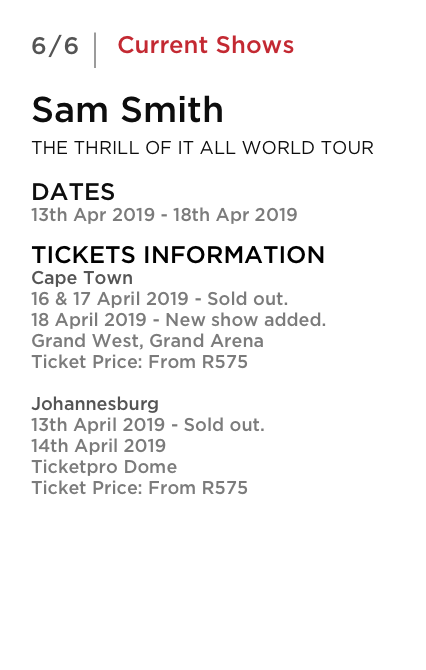 6/6 | Current Shows
Sam Smith
THE THRILL OF IT ALL WORLD TOUR
DATES
13th Apr 2019 - 18th Apr 2019
TICKETS INFORMATION
Cape Town
16 & 17 April 2019 - Sold out.
18 April 2019 - New show added.
Grand West, Grand Arena
Ticket Price: From R575
Johannesburg
13th April 2019 - Sold out.
14th April 2019
Ticketpro Dome
Ticket Price: From R575